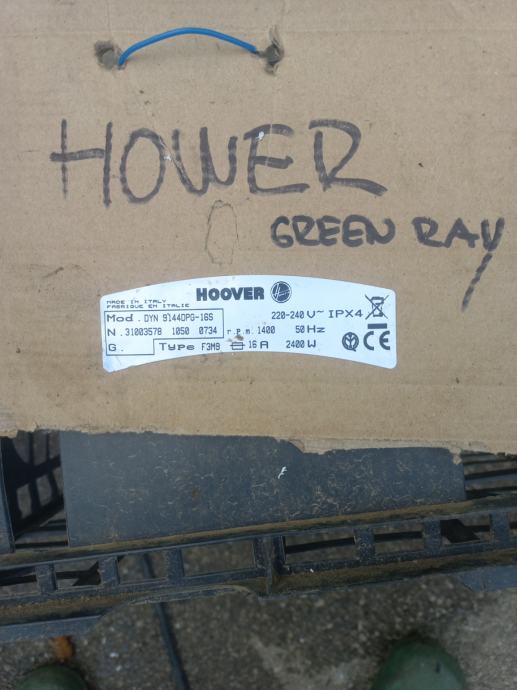 HOWER
GREEN RAY
MADE IN ITALY
FABRIQUE EN ITALIE
HOOVER
Mod. DYN 9144DPG-16S
220-240 V~ IPX4
N. 31003578 1050 0734 r.p.m. 1400 50 Hz
G. Type F3MB 16 A 2400 W
CE